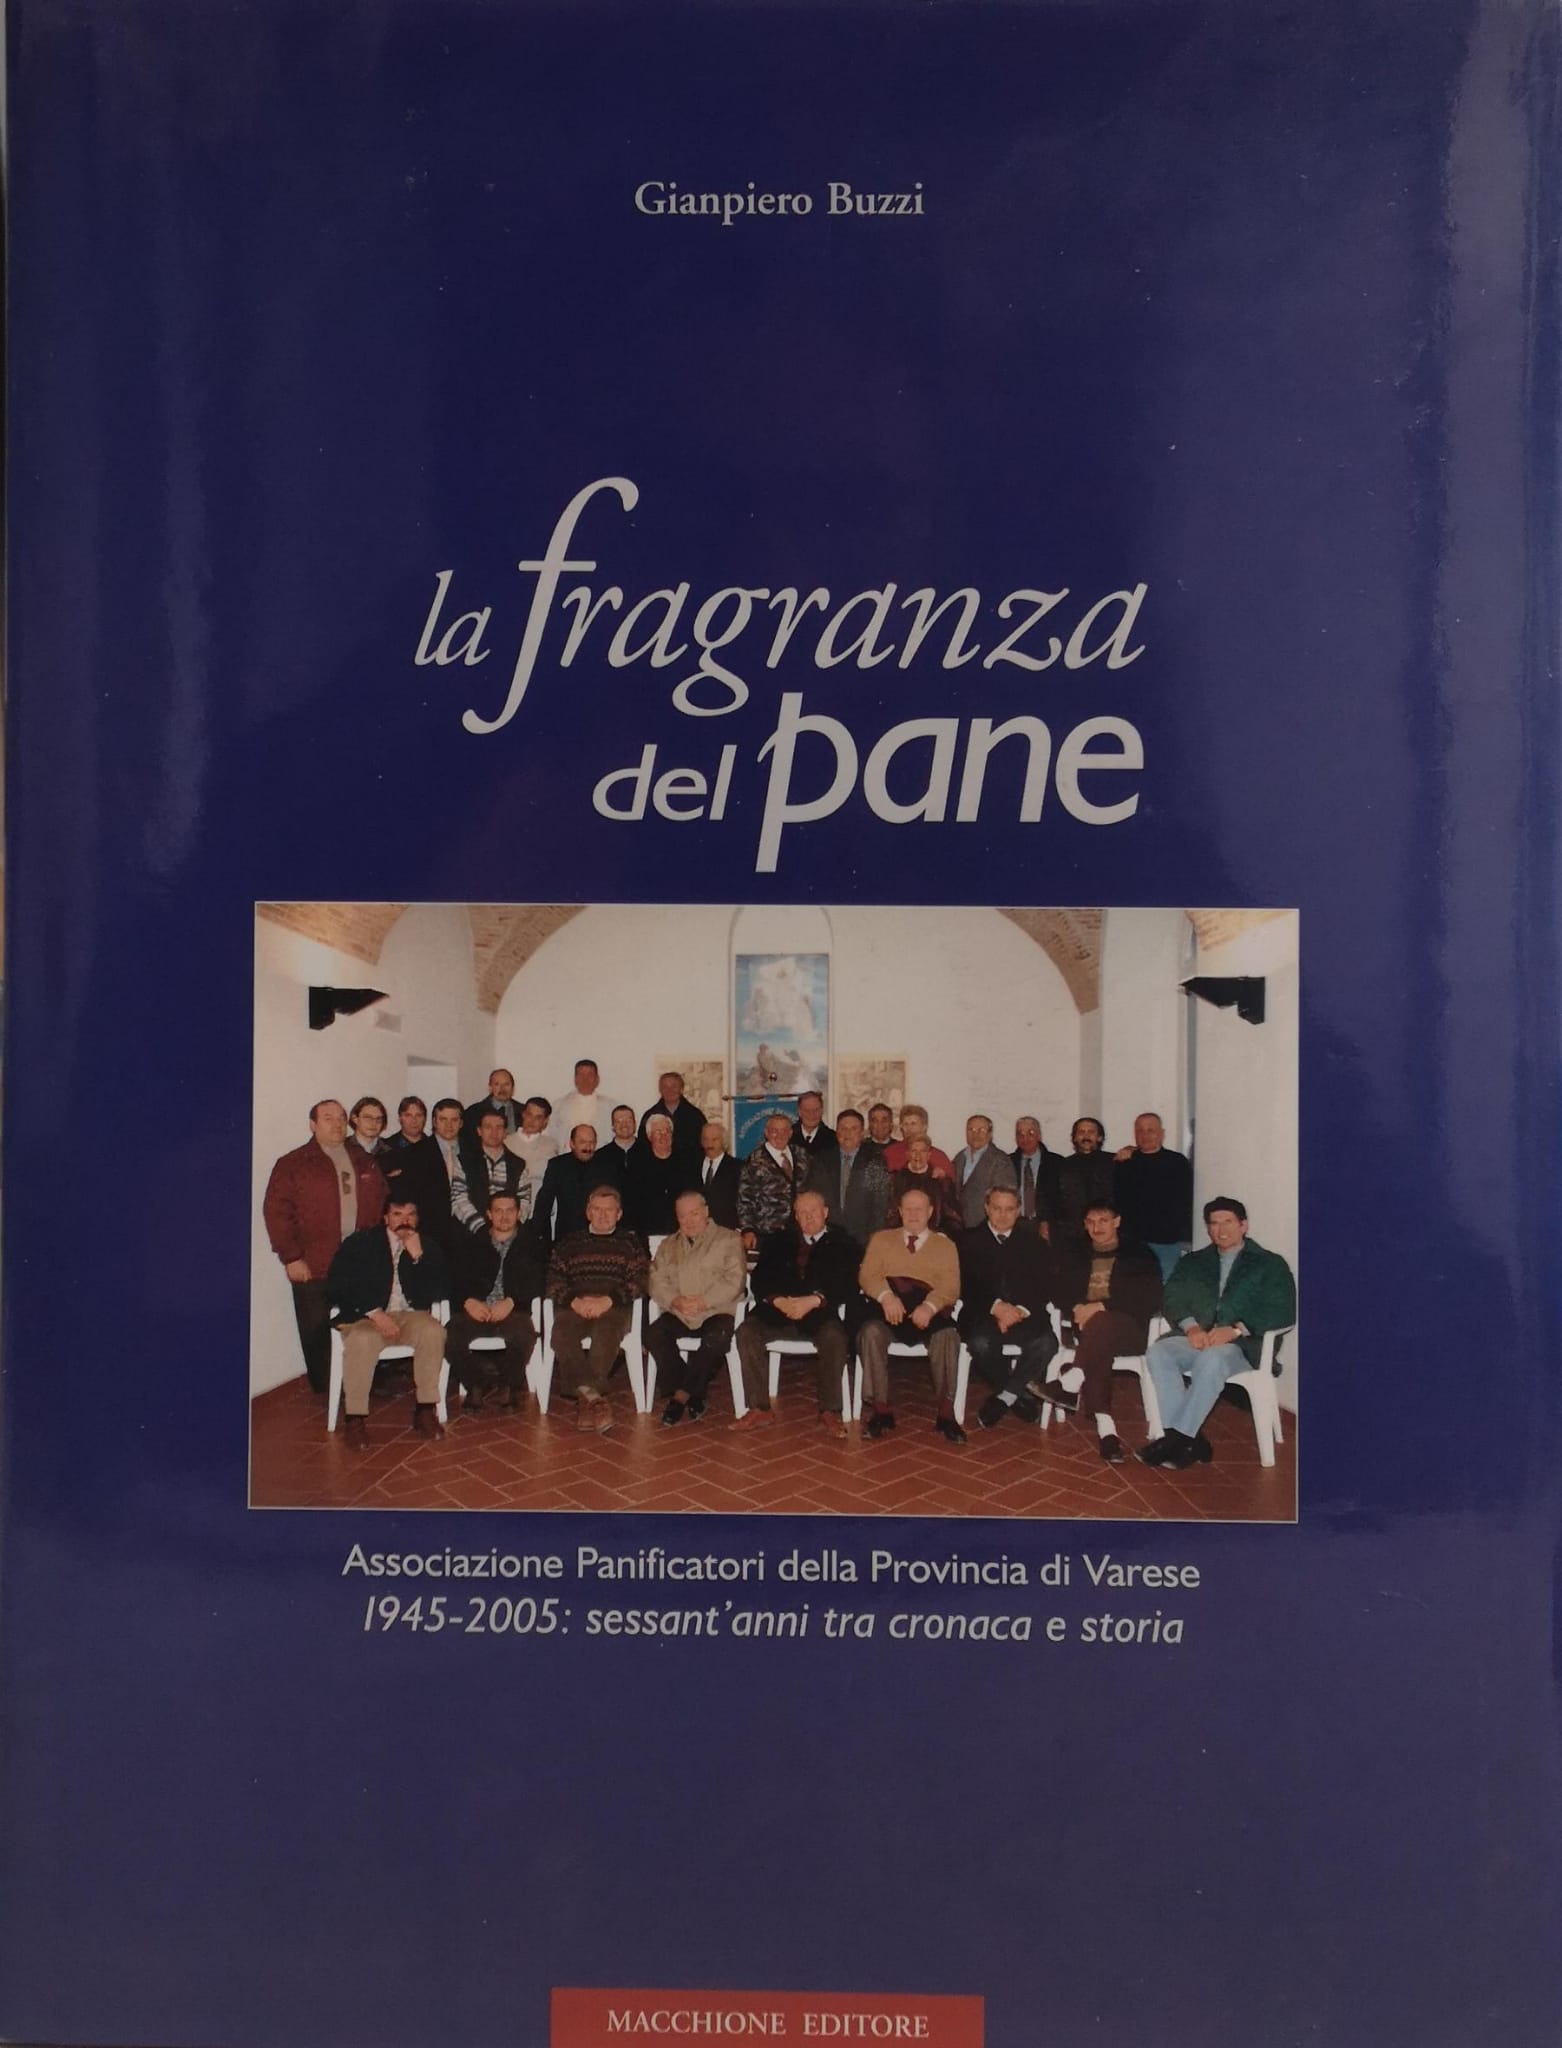 Gianpiero Buzzi
la fragranza
del pane
Associazione Panificatori della Provincia di Varese
1945-2005: sessant'anni tra cronaca e storia
MACCHIONE EDITORE